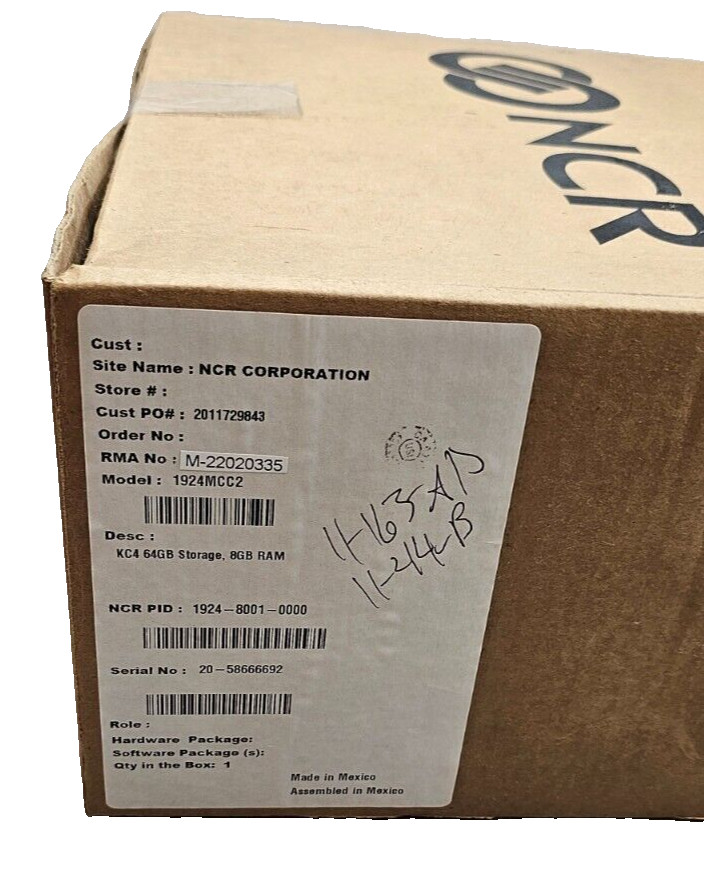 NCR
Cust :
Site Name : NCR CORPORATION
Store # :
Cust PO# : 2011729843
Order No :
RMA No : M-22020335
Model : 1924MCC2
Desc :
KC4 64GB Storage, 8GB RAM
NCR PID : 1924-8001-0000
Serial No : 20-58666692
Role :
Hardware Package:
Software Package (s):
Qty in the Box: 1
Made in Mexico
Assembled in Mexico
11-44-B